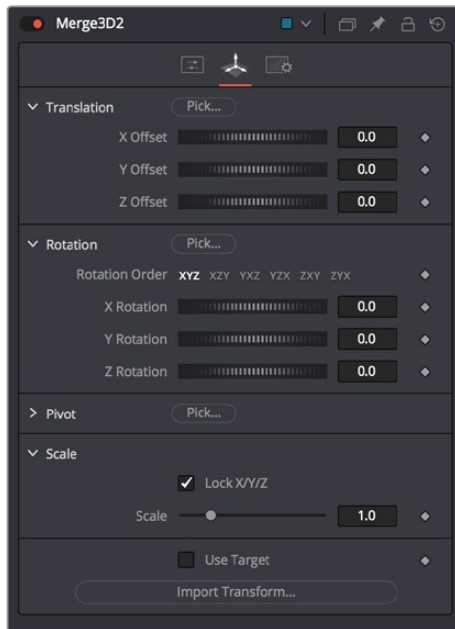 Merge3D2
Translation Pick...
X Offset 0.0
Y Offset 0.0
Z Offset 0.0
Rotation Pick...
Rotation Order XYZ XZY YXZ YZX ZXY ZYX
X Rotation 0.0
Y Rotation 0.0
Z Rotation 0.0
Pivot Pick...
Scale
Lock X/Y/Z
Scale 1.0
Use Target
Import Transform...